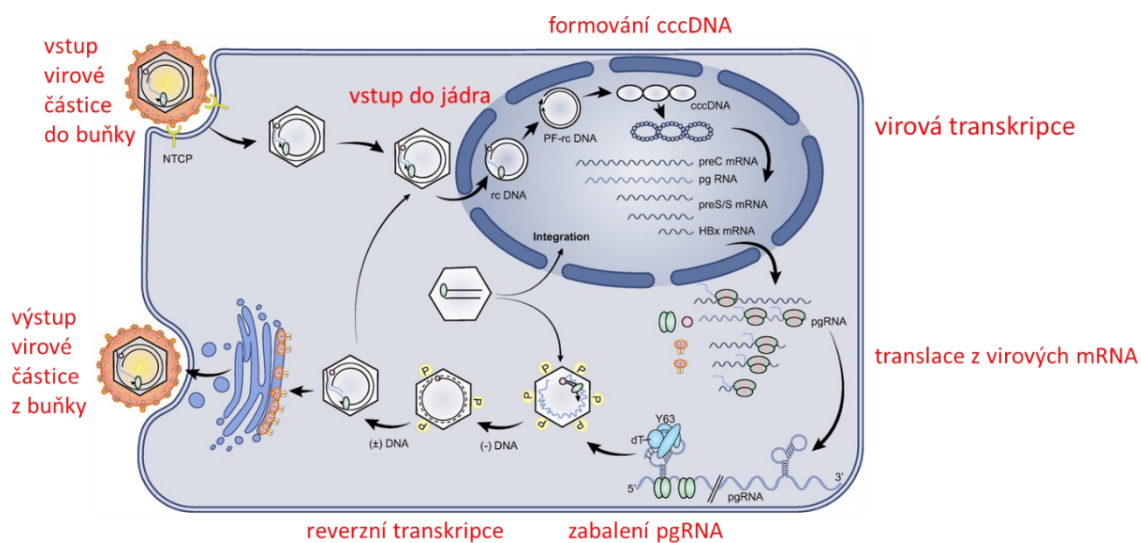 formování cccDNA
vstup
virové
částice
do buňky
NTCP
vstup do jádra
cccDNA
PF-rc DNA
rc DNA
virová transkripce
preC mRNA
pg RNA
preS/S mRNA
HBx mRNA
Integration
pgRNA
translace z virových mRNA
výstup
virové
částice
z buňky
P
P
P
P
P
P
P
P
P
P
(±) DNA
(-) DNA
Y63
dT
5'
pgRNA
3'
reverzní transkripce
zabalení pgRNA